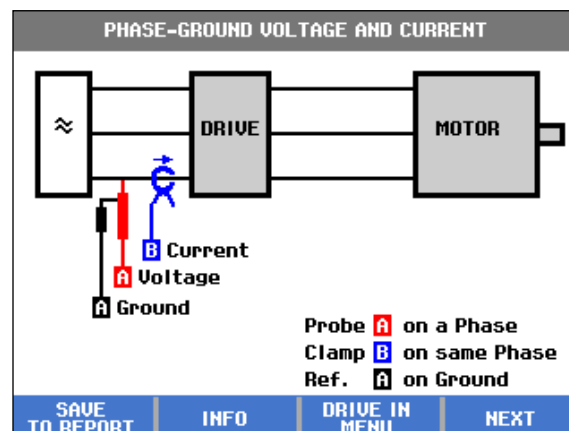 PHASE-GROUND VOLTAGE AND CURRENT
≈
DRIVE
MOTOR
B Current
A Voltage
A Ground
Probe A on a Phase
Clamp B on same Phase
Ref. A on Ground
SAVE
TO REPORT
INFO
DRIVE IN
MENU
NEXT